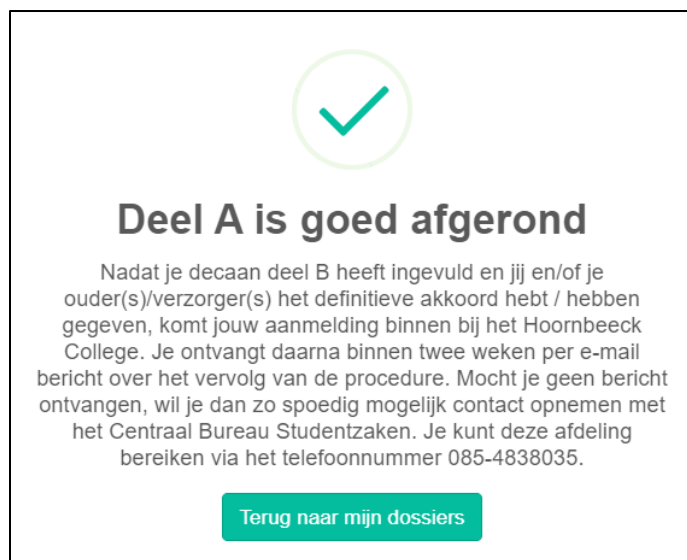 Deel A is goed afgerond
Nadat je decaan deel B heeft ingevuld en jij en/of je
ouder(s)/verzorger(s) het definitieve akkoord hebt / hebben
gegeven, komt jouw aanmelding binnen bij het Hoornbeeck
College. Je ontvangt daarna binnen twee weken per e-mail
bericht over het vervolg van de procedure. Mocht je geen bericht
ontvangen, wil je dan zo spoedig mogelijk contact opnemen met
het Centraal Bureau Studentzaken. Je kunt deze afdeling
bereiken via het telefoonnummer 085-4838035.
Terug naar mijn dossiers